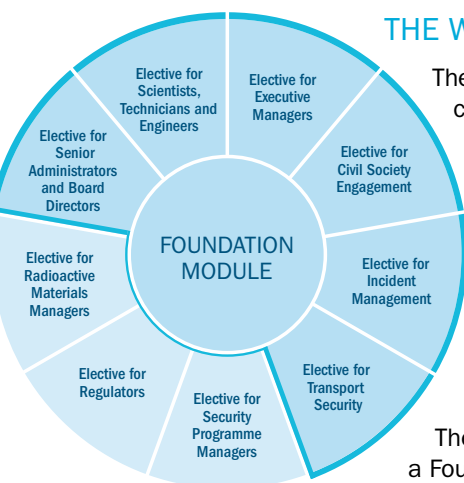 THE W
The
c
Elective for
Scientists,
Technicians and
Engineers
Elective for
Executive
Managers
Elective for
Civil Society
Engagement
Elective for
Incident
Management
Elective for
Transport
Security
Elective for
Security
Programme
Managers
Elective for
Regulators
Elective for
Radioactive
Materials
Managers
Elective for
Senior
Administrators
and Board
Directors
FOUNDATION
MODULE
The
a Fou